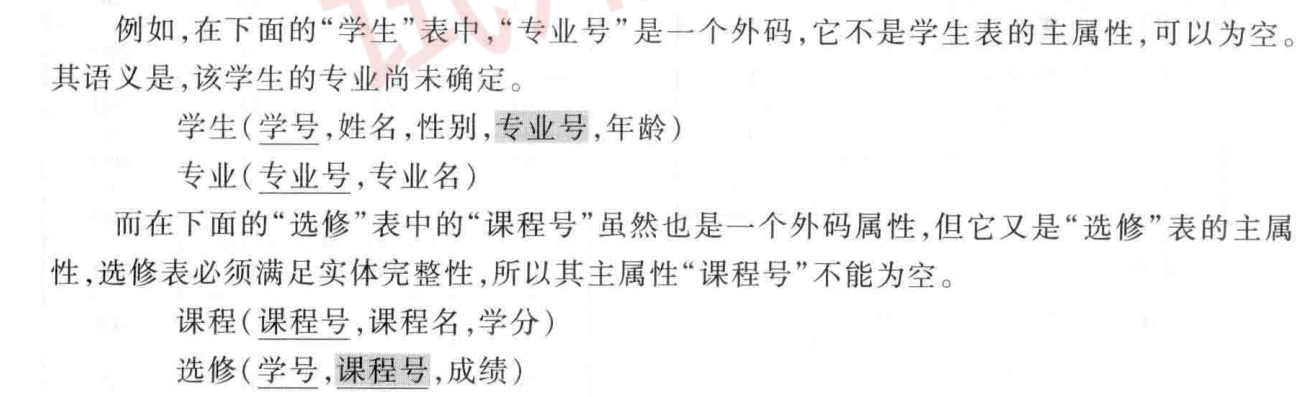 例如,在下面的“学生”表中,“专业号”是一个外码,它不是学生表的主属性,可以为空。
其语义是,该学生的专业尚未确定。
学生(学号,姓名,性别,专业号,年龄)
专业(专业号,专业名)
而在下面的“选修”表中的“课程号”虽然也是一个外码属性,但它又是“选修”表的主属
性,选修表必须满足实体完整性,所以其主属性“课程号”不能为空。
课程(课程号,课程名,学分)
选修(学号,课程号,成绩)